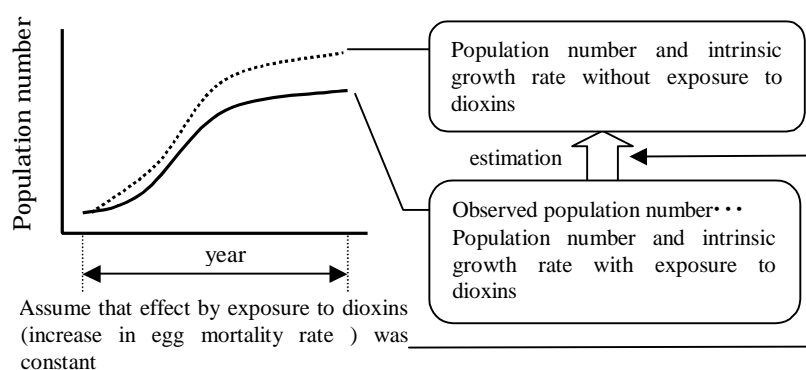 Population number
year
Assume that effect by exposure to dioxins
(increase in egg mortality rate ) was
constant
Population number and intrinsic
growth rate without exposure to
dioxins
estimation
Observed population number･･･
Population number and intrinsic
growth rate with exposure to
dioxins